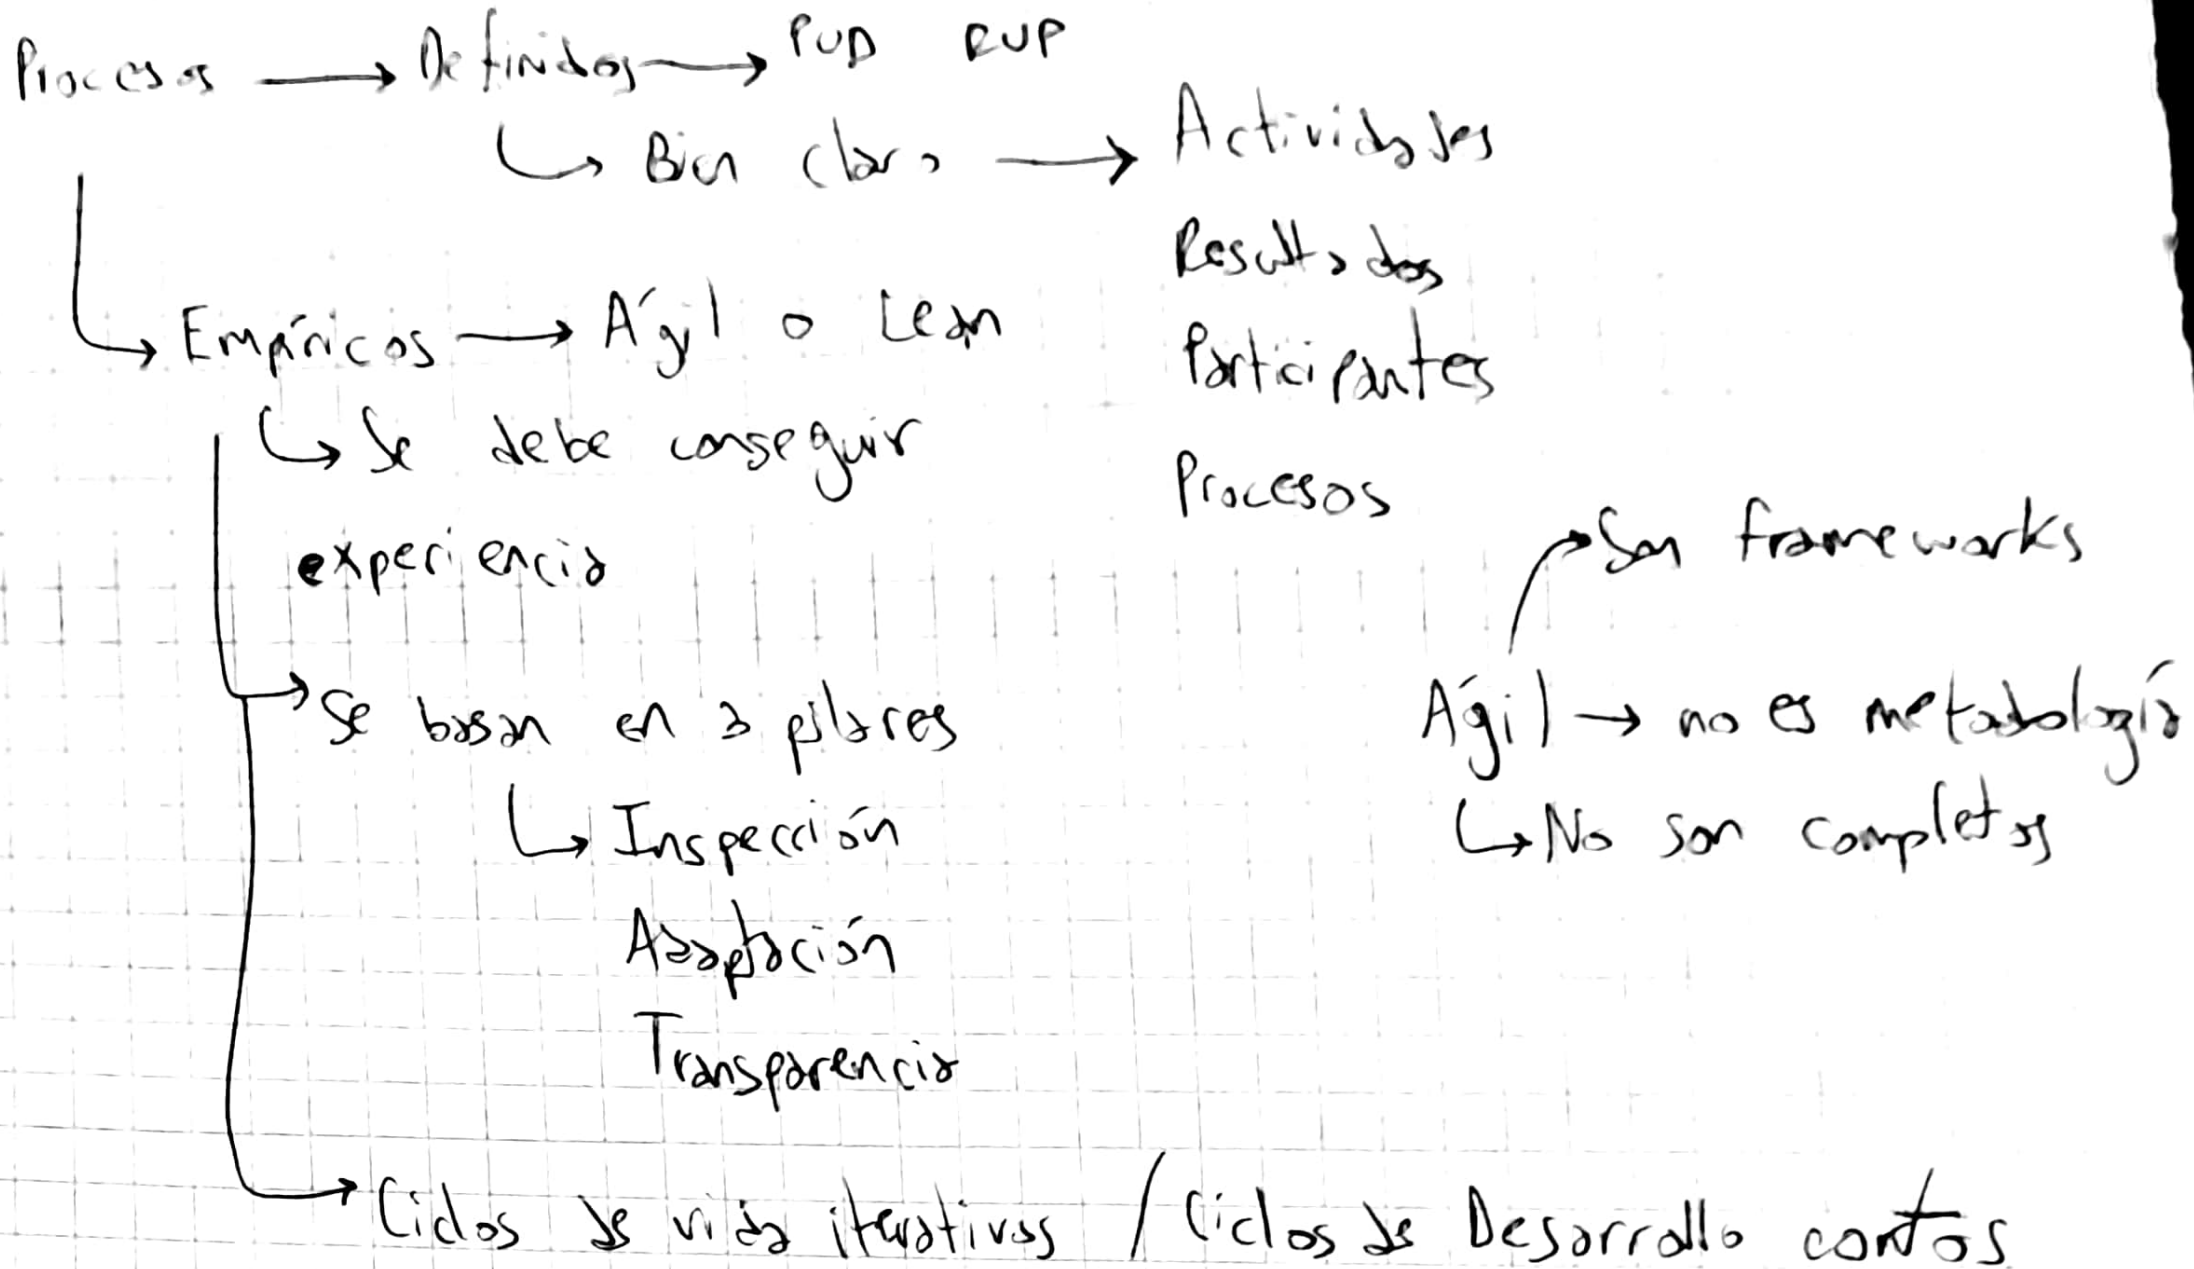 Procesos → Definidos → PUD RUP
↳ Bien claro → Actividades
Resultados
Participantes
Procesos
↳ Empíricos → Ágil o Lean
↳ Se debe conseguir
experiencia
→ Se basan en 3 pilares
↳ Inspección
Adaptación
Transparencia
→ Ciclos de vida iterativos / Ciclos de Desarrollo cortos
Son frameworks
Ágil → no es metodología
↳ No son completos